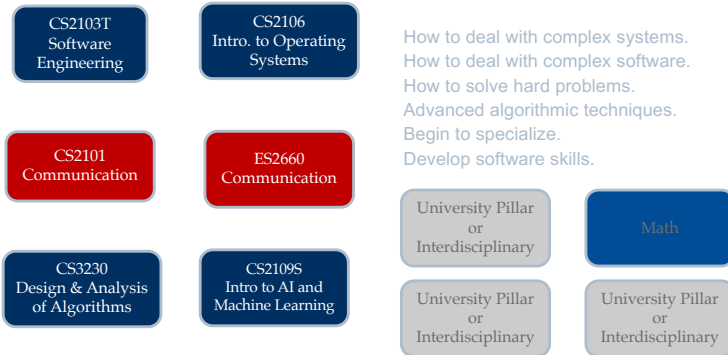 CS2103T
Software
Engineering
CS2106
Intro. to Operating
Systems
How to deal with complex systems.
How to deal with complex software.
How to solve hard problems.
Advanced algorithmic techniques.
Begin to specialize.
Develop software skills.
CS2101
Communication
ES2660
Communication
University Pillar
or
Interdisciplinary
Math
CS3230
Design & Analysis
of Algorithms
CS2109S
Intro to AI and
Machine Learning
University Pillar
or
Interdisciplinary
University Pillar
or
Interdisciplinary